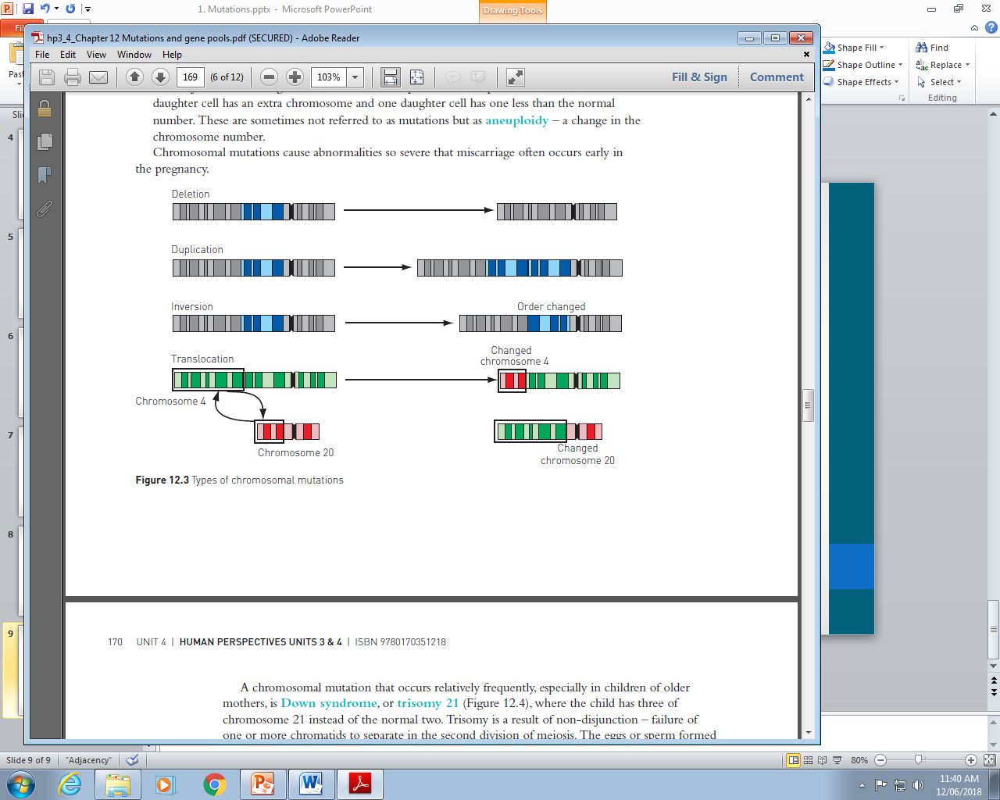 1. Mutations.pptx - Microsoft PowerPoint
Drawing Tools
hp3_4_Chapter 12 Mutations and gene pools.pdf (SECURED) - Adobe Reader
File Edit View Window Help
169 (6 of 12) 103% Fill & Sign Comment
Shape Fill
Shape Outline
Shape Effects
Find
Replace
Select
Editing
daughter cell has an extra chromosome and one daughter cell has one less than the normal
number. These are sometimes not referred to as mutations but as aneuploidy – a change in the
chromosome number.
Chromosomal mutations cause abnormalities so severe that miscarriage often occurs early in
the pregnancy.
Deletion
Duplication
Inversion
Order changed
Translocation
Changed
chromosome 4
Chromosome 4
Chromosome 20
Changed
chromosome 20
Figure 12.3 Types of chromosomal mutations
170 UNIT 4 | HUMAN PERSPECTIVES UNITS 3 & 4 | ISBN 9780170351218
A chromosomal mutation that occurs relatively frequently, especially in children of older
mothers, is Down syndrome, or trisomy 21 (Figure 12.4), where the child has three of
chromosome 21 instead of the normal two. Trisomy is a result of non-disjunction – failure of
one or more chromatids to separate in the second division of meiosis. The eggs or sperm formed
4
5
6
7
8
9
Slide 9 of 9 "Adjacency" 80%
11:40 AM
12/06/2018